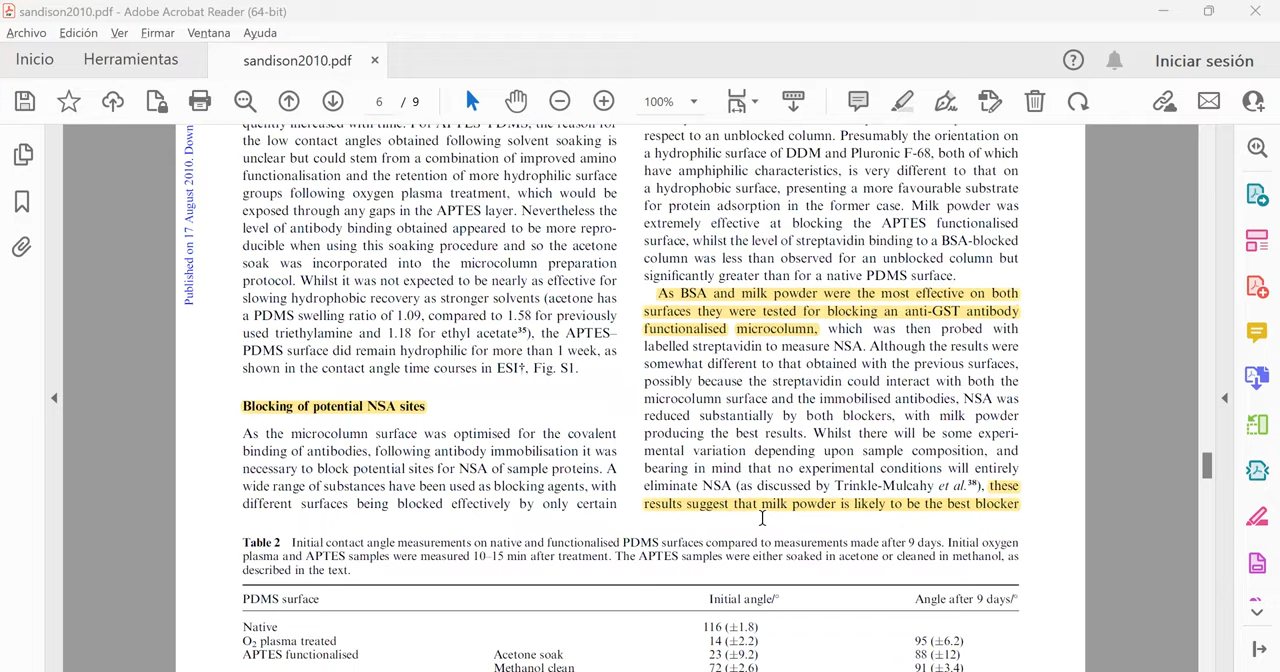 sandison2010.pdf - Adobe Acrobat Reader (64-bit)
Archivo Edición Ver Firmar Ventana Ayuda
Inicio Herramientas sandison2010.pdf × Iniciar sesión
6 / 9 100%
Published on 17 August 2010. Down
the low contact angles obtained following solvent soaking is
unclear but could stem from a combination of improved amino
functionalisation and the retention of more hydrophilic surface
groups following oxygen plasma treatment, which would be
exposed through any gaps in the APTES layer. Nevertheless the
level of antibody binding obtained appeared to be more repro-
ducible when using this soaking procedure and so the acetone
soak was incorporated into the microcolumn preparation
protocol. Whilst it was not expected to be nearly as effective for
slowing hydrophobic recovery as stronger solvents (acetone has
a PDMS swelling ratio of 1.09, compared to 1.58 for previously
used triethylamine and 1.18 for ethyl acetate³⁵), the APTES–
PDMS surface did remain hydrophilic for more than 1 week, as
shown in the contact angle time courses in ESI†, Fig. S1.
Blocking of potential NSA sites
As the microcolumn surface was optimised for the covalent
binding of antibodies, following antibody immobilisation it was
necessary to block potential sites for NSA of sample proteins. A
wide range of substances have been used as blocking agents, with
different surfaces being blocked effectively by only certain
respect to an unblocked column. Presumably the orientation on
a hydrophilic surface of DDM and Pluronic F-68, both of which
have amphiphilic characteristics, is very different to that on
a hydrophobic surface, presenting a more favourable substrate
for protein adsorption in the former case. Milk powder was
extremely effective at blocking the APTES functionalised
surface, whilst the level of streptavidin binding to a BSA-blocked
column was less than observed for an unblocked column but
significantly greater than for a native PDMS surface.
As BSA and milk powder were the most effective on both
surfaces they were tested for blocking an anti-GST antibody
functionalised microcolumn, which was then probed with
labelled streptavidin to measure NSA. Although the results were
somewhat different to that obtained with the previous surfaces,
possibly because the streptavidin could interact with both the
microcolumn surface and the immobilised antibodies, NSA was
reduced substantially by both blockers, with milk powder
producing the best results. Whilst there will be some experi-
mental variation depending upon sample composition, and
bearing in mind that no experimental conditions will entirely
eliminate NSA (as discussed by Trinkle-Mulcahy et al.³⁸), these
results suggest that milk powder is likely to be the best blocker
Table 2 Initial contact angle measurements on native and functionalised PDMS surfaces compared to measurements made after 9 days. Initial oxygen
plasma and APTES samples were measured 10–15 min after treatment. The APTES samples were either soaked in acetone or cleaned in methanol, as
described in the text.
PDMS surface Initial angle/° Angle after 9 days/°
Native 116 (±1.8)
O₂ plasma treated 14 (±2.2) 95 (±6.2)
APTES functionalised Acetone soak 23 (±9.2) 88 (±12)
Methanol clean 72 (±2.6) 91 (±3.4)